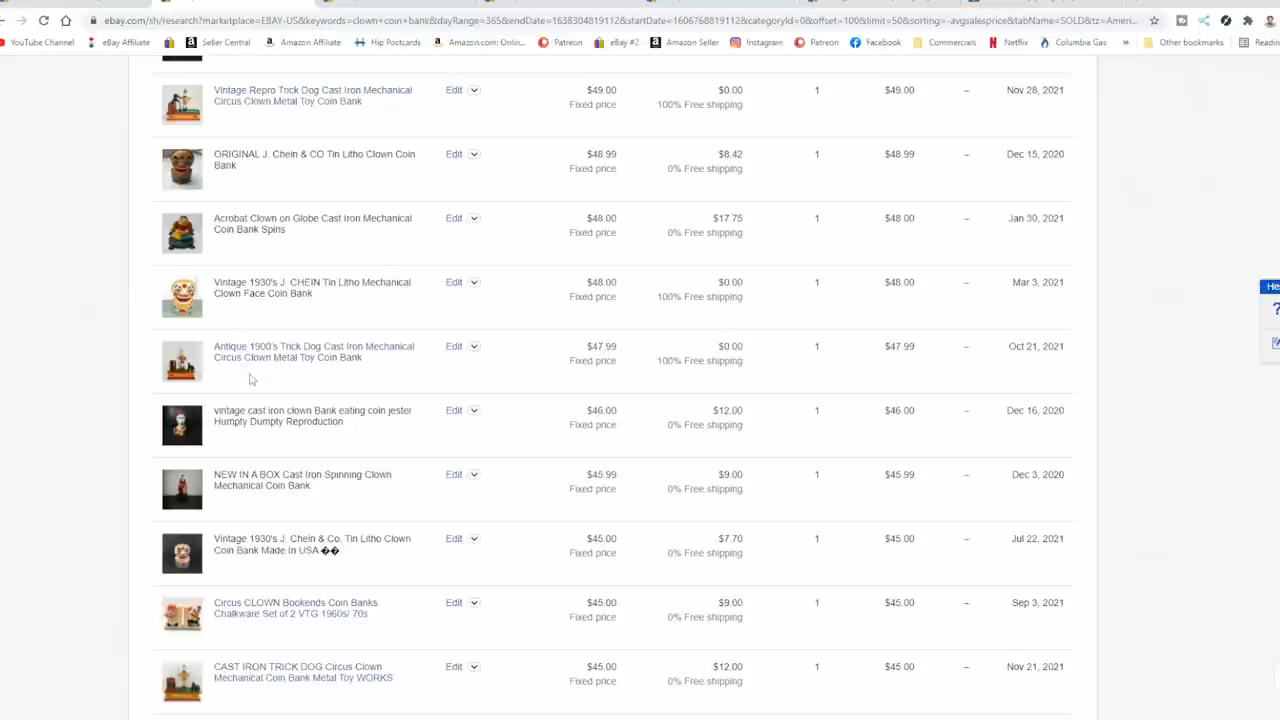 ebay.com/sh/research?marketplace=EBAY-US&keywords=clown+coin+bank&dayRange=365&endDate=1638304819112&startDate=1606768819112&categoryId=0&offset=100&limit=50&sorting=-avgsalesprice&tabName=SOLD&tz=Ameri...
YouTube Channel eBay Affiliate Seller Central Amazon Affiliate Hip Postcards Amazon.com: Onlin... Patreon eBay #2 Amazon Seller Instagram Patreon Facebook Commercials Netflix Columbia Gas » Other bookmarks Readin
Vintage Repro Trick Dog Cast Iron Mechanical Edit $49.00 $0.00 1 $49.00 – Nov 28, 2021
Circus Clown Metal Toy Coin Bank Fixed price 100% Free shipping
ORIGINAL J. Chein & CO Tin Litho Clown Coin Edit $48.99 $8.42 1 $48.99 – Dec 15, 2020
Bank Fixed price 0% Free shipping
Acrobat Clown on Globe Cast Iron Mechanical Edit $48.00 $17.75 1 $48.00 – Jan 30, 2021
Coin Bank Spins Fixed price 0% Free shipping
Vintage 1930's J. CHEIN Tin Litho Mechanical Edit $48.00 $0.00 1 $48.00 – Mar 3, 2021
Clown Face Coin Bank Fixed price 100% Free shipping
He
?
Antique 1900's Trick Dog Cast Iron Mechanical Edit $47.99 $0.00 1 $47.99 – Oct 21, 2021
Circus Clown Metal Toy Coin Bank Fixed price 100% Free shipping
vintage cast iron clown Bank eating coin jester Edit $46.00 $12.00 1 $46.00 – Dec 16, 2020
Humpty Dumpty Reproduction Fixed price 0% Free shipping
NEW IN A BOX Cast Iron Spinning Clown Edit $45.99 $9.00 1 $45.99 – Dec 3, 2020
Mechanical Coin Bank Fixed price 0% Free shipping
Vintage 1930's J. Chein & Co. Tin Litho Clown Edit $45.00 $7.70 1 $45.00 – Jul 22, 2021
Coin Bank Made In USA �� Fixed price 0% Free shipping
Circus CLOWN Bookends Coin Banks Edit $45.00 $9.00 1 $45.00 – Sep 3, 2021
Chalkware Set of 2 VTG 1960s/ 70s Fixed price 0% Free shipping
CAST IRON TRICK DOG Circus Clown Edit $45.00 $12.00 1 $45.00 – Nov 21, 2021
Mechanical Coin Bank Metal Toy WORKS Fixed price 0% Free shipping